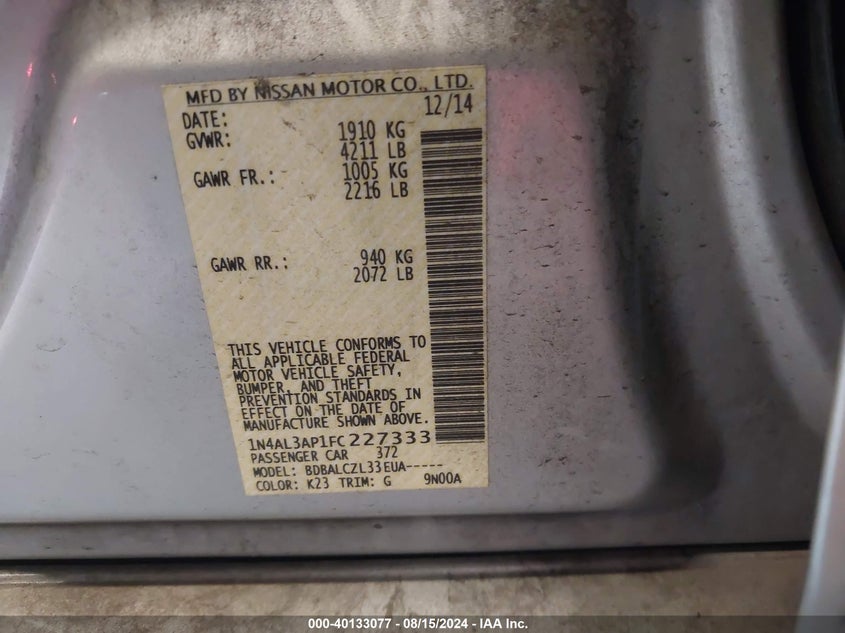 MFD BY NISSAN MOTOR CO., LTD.
DATE: 12/14
GVWR: 1910 KG
4211 LB
GAWR FR.: 1005 KG
2216 LB
GAWR RR.: 940 KG
2072 LB
THIS VEHICLE CONFORMS TO
ALL APPLICABLE FEDERAL
MOTOR VEHICLE SAFETY,
BUMPER, AND THEFT
PREVENTION STANDARDS IN
EFFECT ON THE DATE OF
MANUFACTURE SHOWN ABOVE.
1N4AL3AP1FC227333
PASSENGER CAR 372
MODEL: BDBALCZL33EUA-----
COLOR: K23 TRIM: G 9N00A
000-40133077 - 08/15/2024 - IAA Inc.